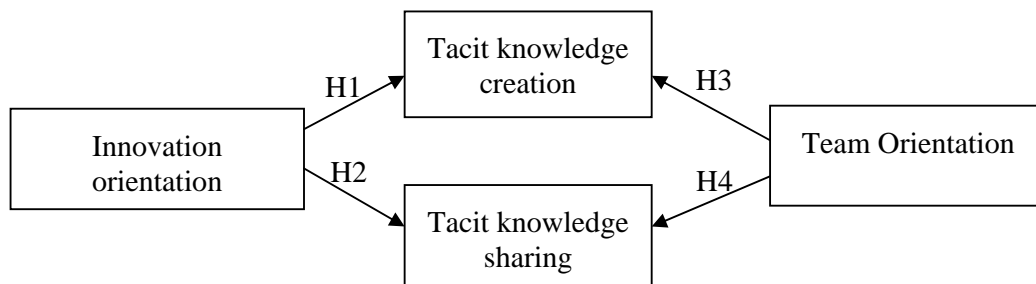 Tacit knowledge
creation
H1
H3
Innovation
orientation
Team Orientation
H2
H4
Tacit knowledge
sharing